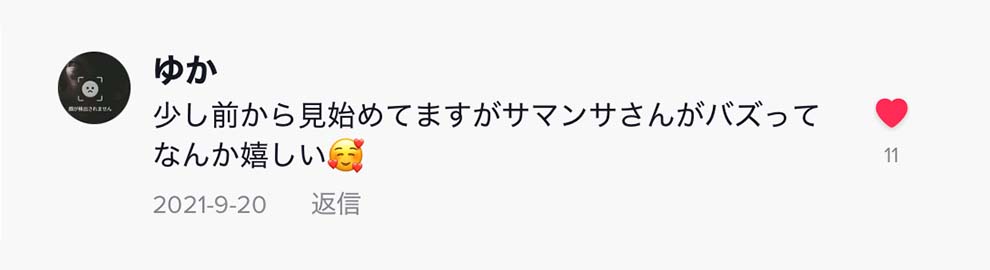 顔が検出されません
ゆか
少し前から見始めてますがサマンサさんがバズって
なんか嬉しい🥰
11
2021-9-20 返信